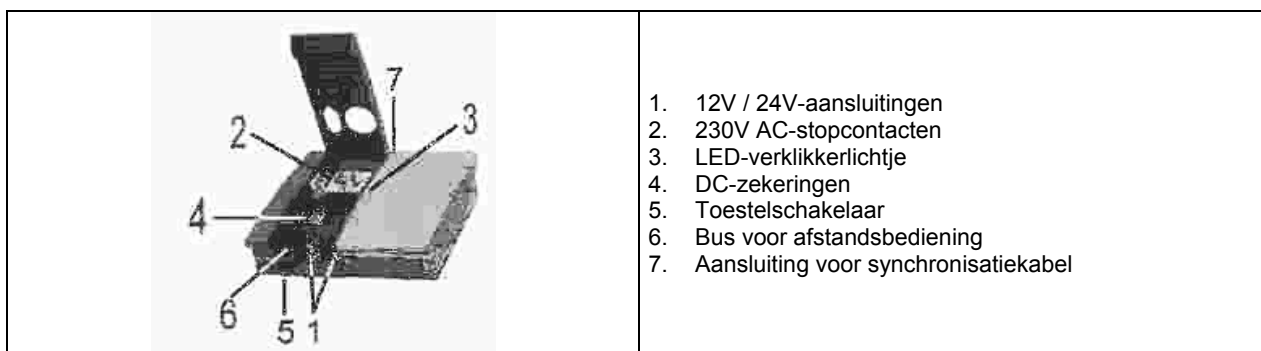 7
3
2
4
6
5
1
1. 12V / 24V-aansluitingen
2. 230V AC-stopcontacten
3. LED-verklikkerlichtje
4. DC-zekeringen
5. Toestelschakelaar
6. Bus voor afstandsbediening
7. Aansluiting voor synchronisatiekabel